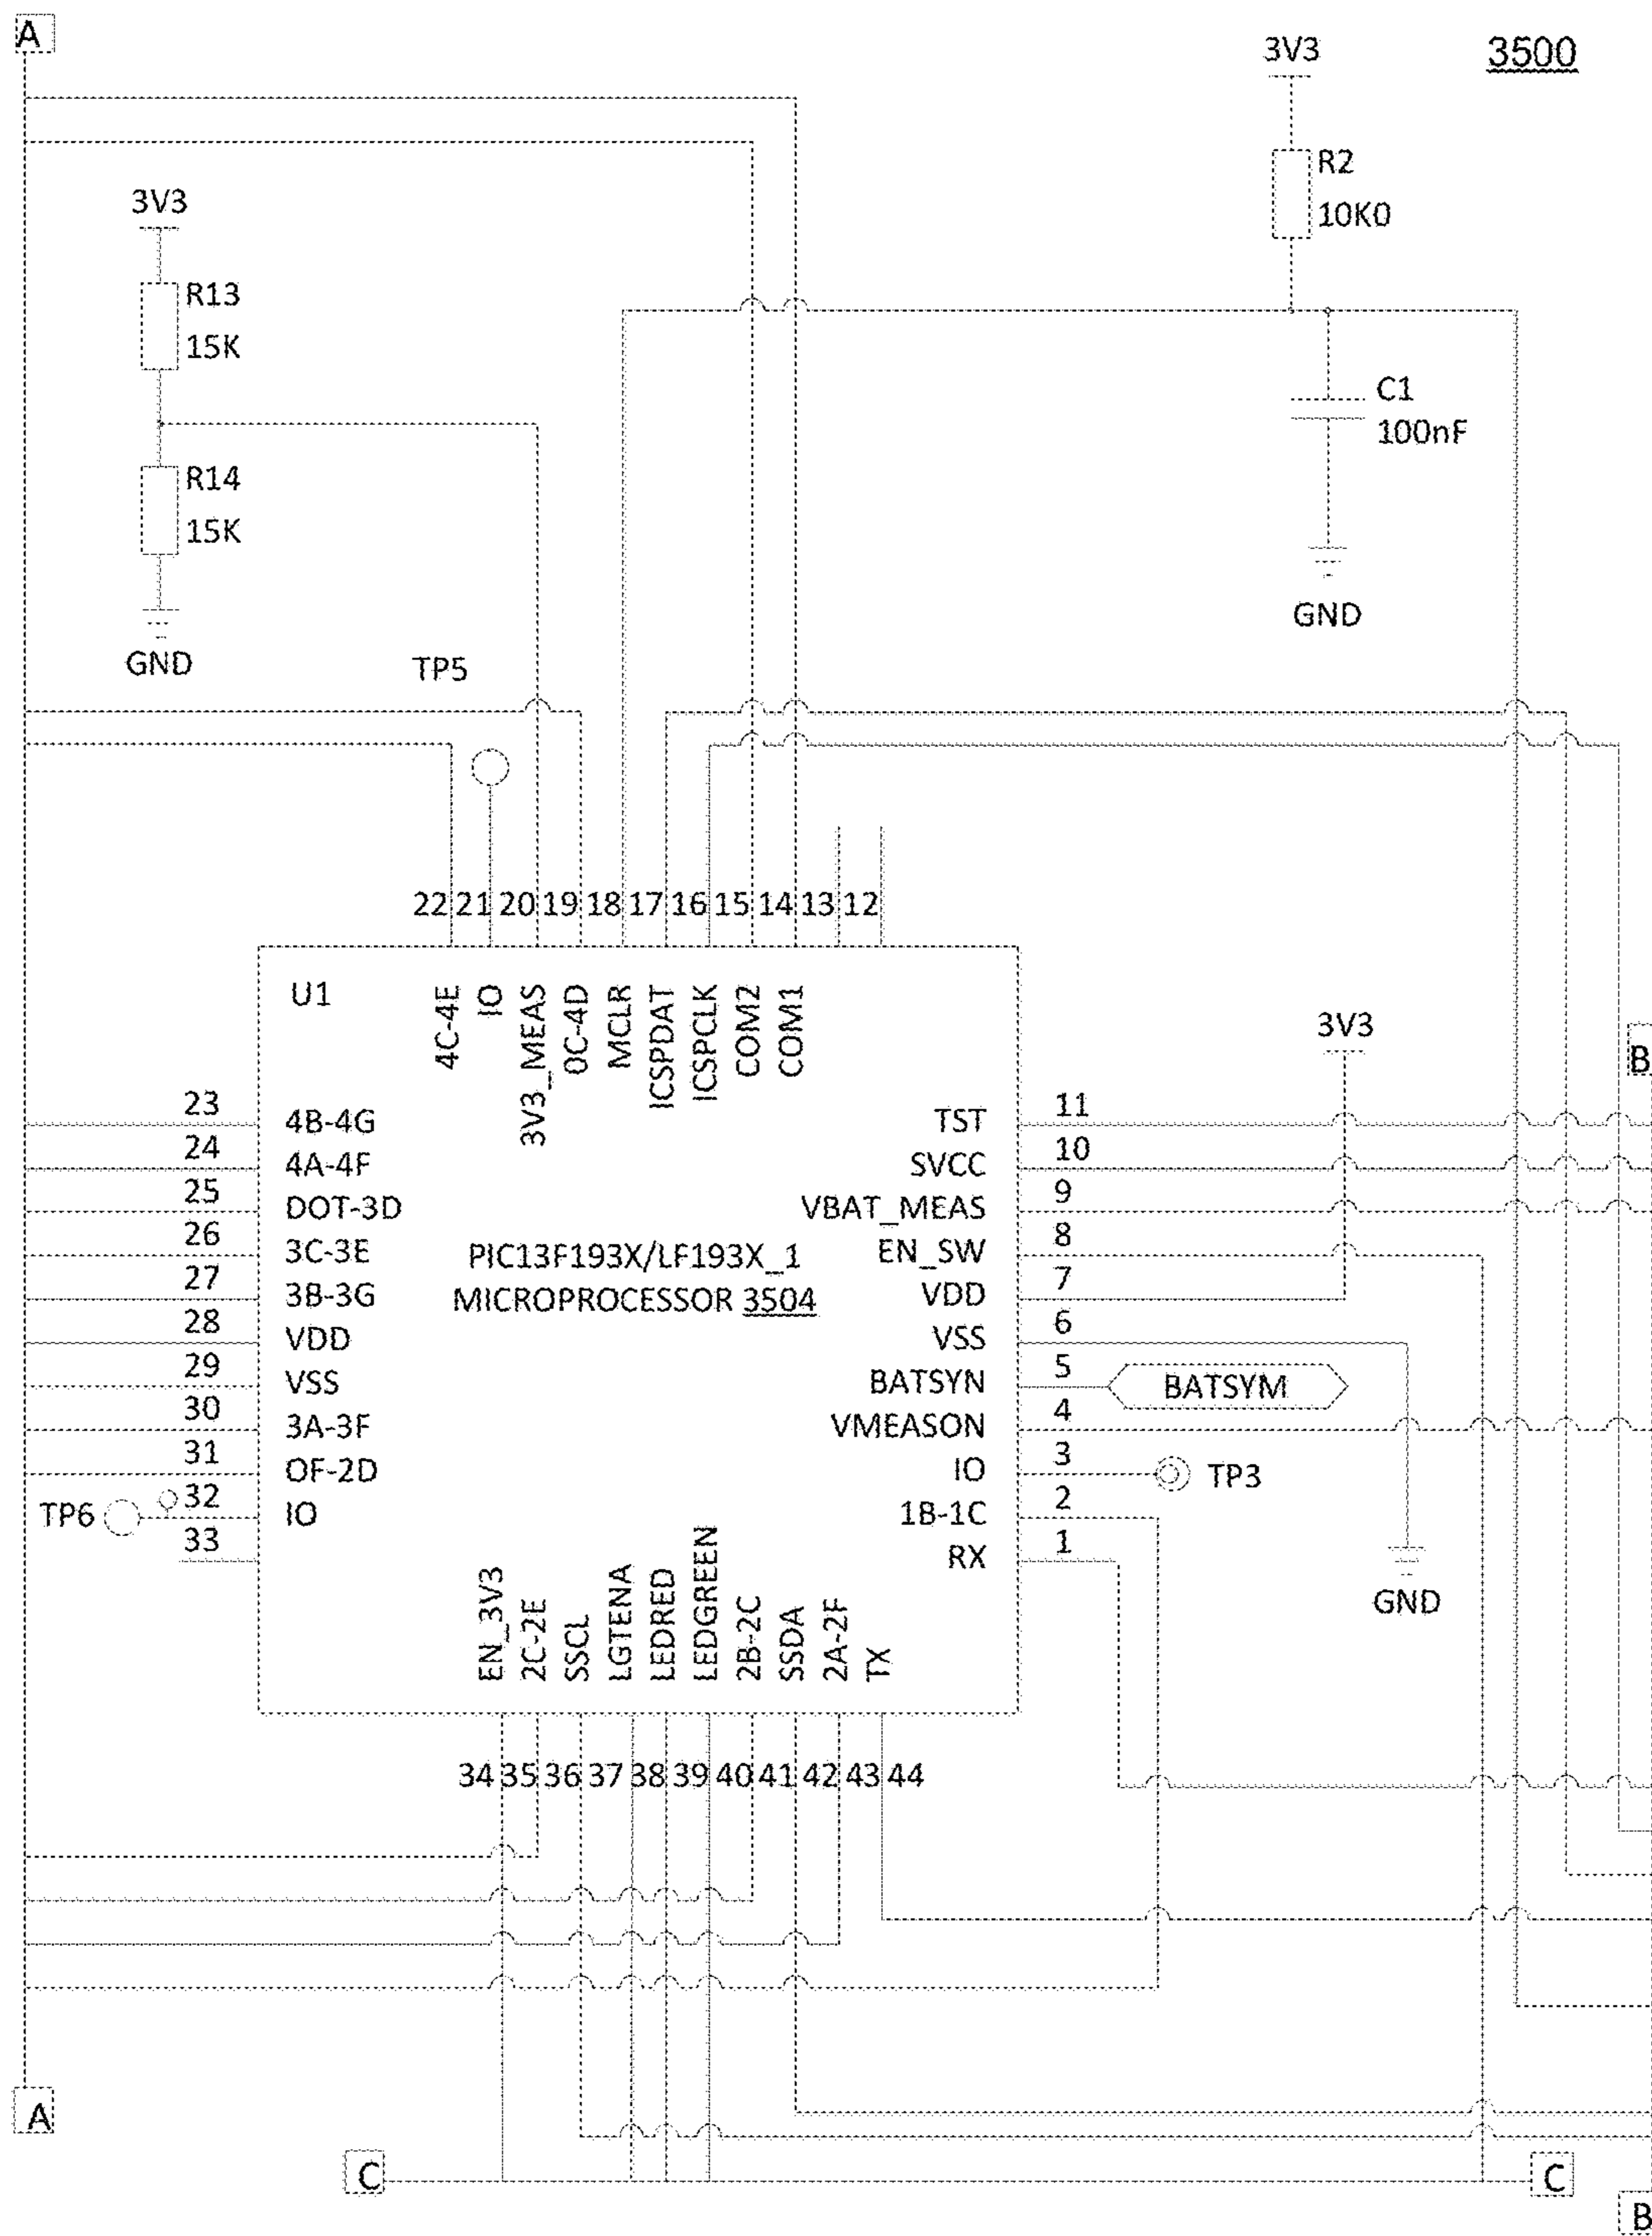 A
3V3
3500
R2
10K0
3V3
R13
15K
C1
100nF
R14
15K
GND
GND
TP5
22 21 20 19 18 17 16 15 14 13 12
U1
4C-4E
IO
3V3_MEAS
0C-4D
MCLR
ICSPDAT
ICSPCLK
COM2
COM1
3V3
B
23 4B-4G
24 4A-4F
25 DOT-3D
26 3C-3E
27 3B-3G
28 VDD
29 VSS
30 3A-3F
31 OF-2D
TP6 32 IO
33
PIC13F193X/LF193X_1
MICROPROCESSOR 3504
TST 11
SVCC 10
VBAT_MEAS 9
EN_SW 8
VDD 7
VSS 6
BATSYN 5 BATSYM
VMEASON 4
IO 3 TP3
1B-1C 2
RX 1
GND
EN_3V3
2C-2E
SSCL
LGTENA
LEDRED
LEDGREEN
2B-2C
SSDA
2A-2F
TX
34 35 36 37 38 39 40 41 42 43 44
A
C
C
B